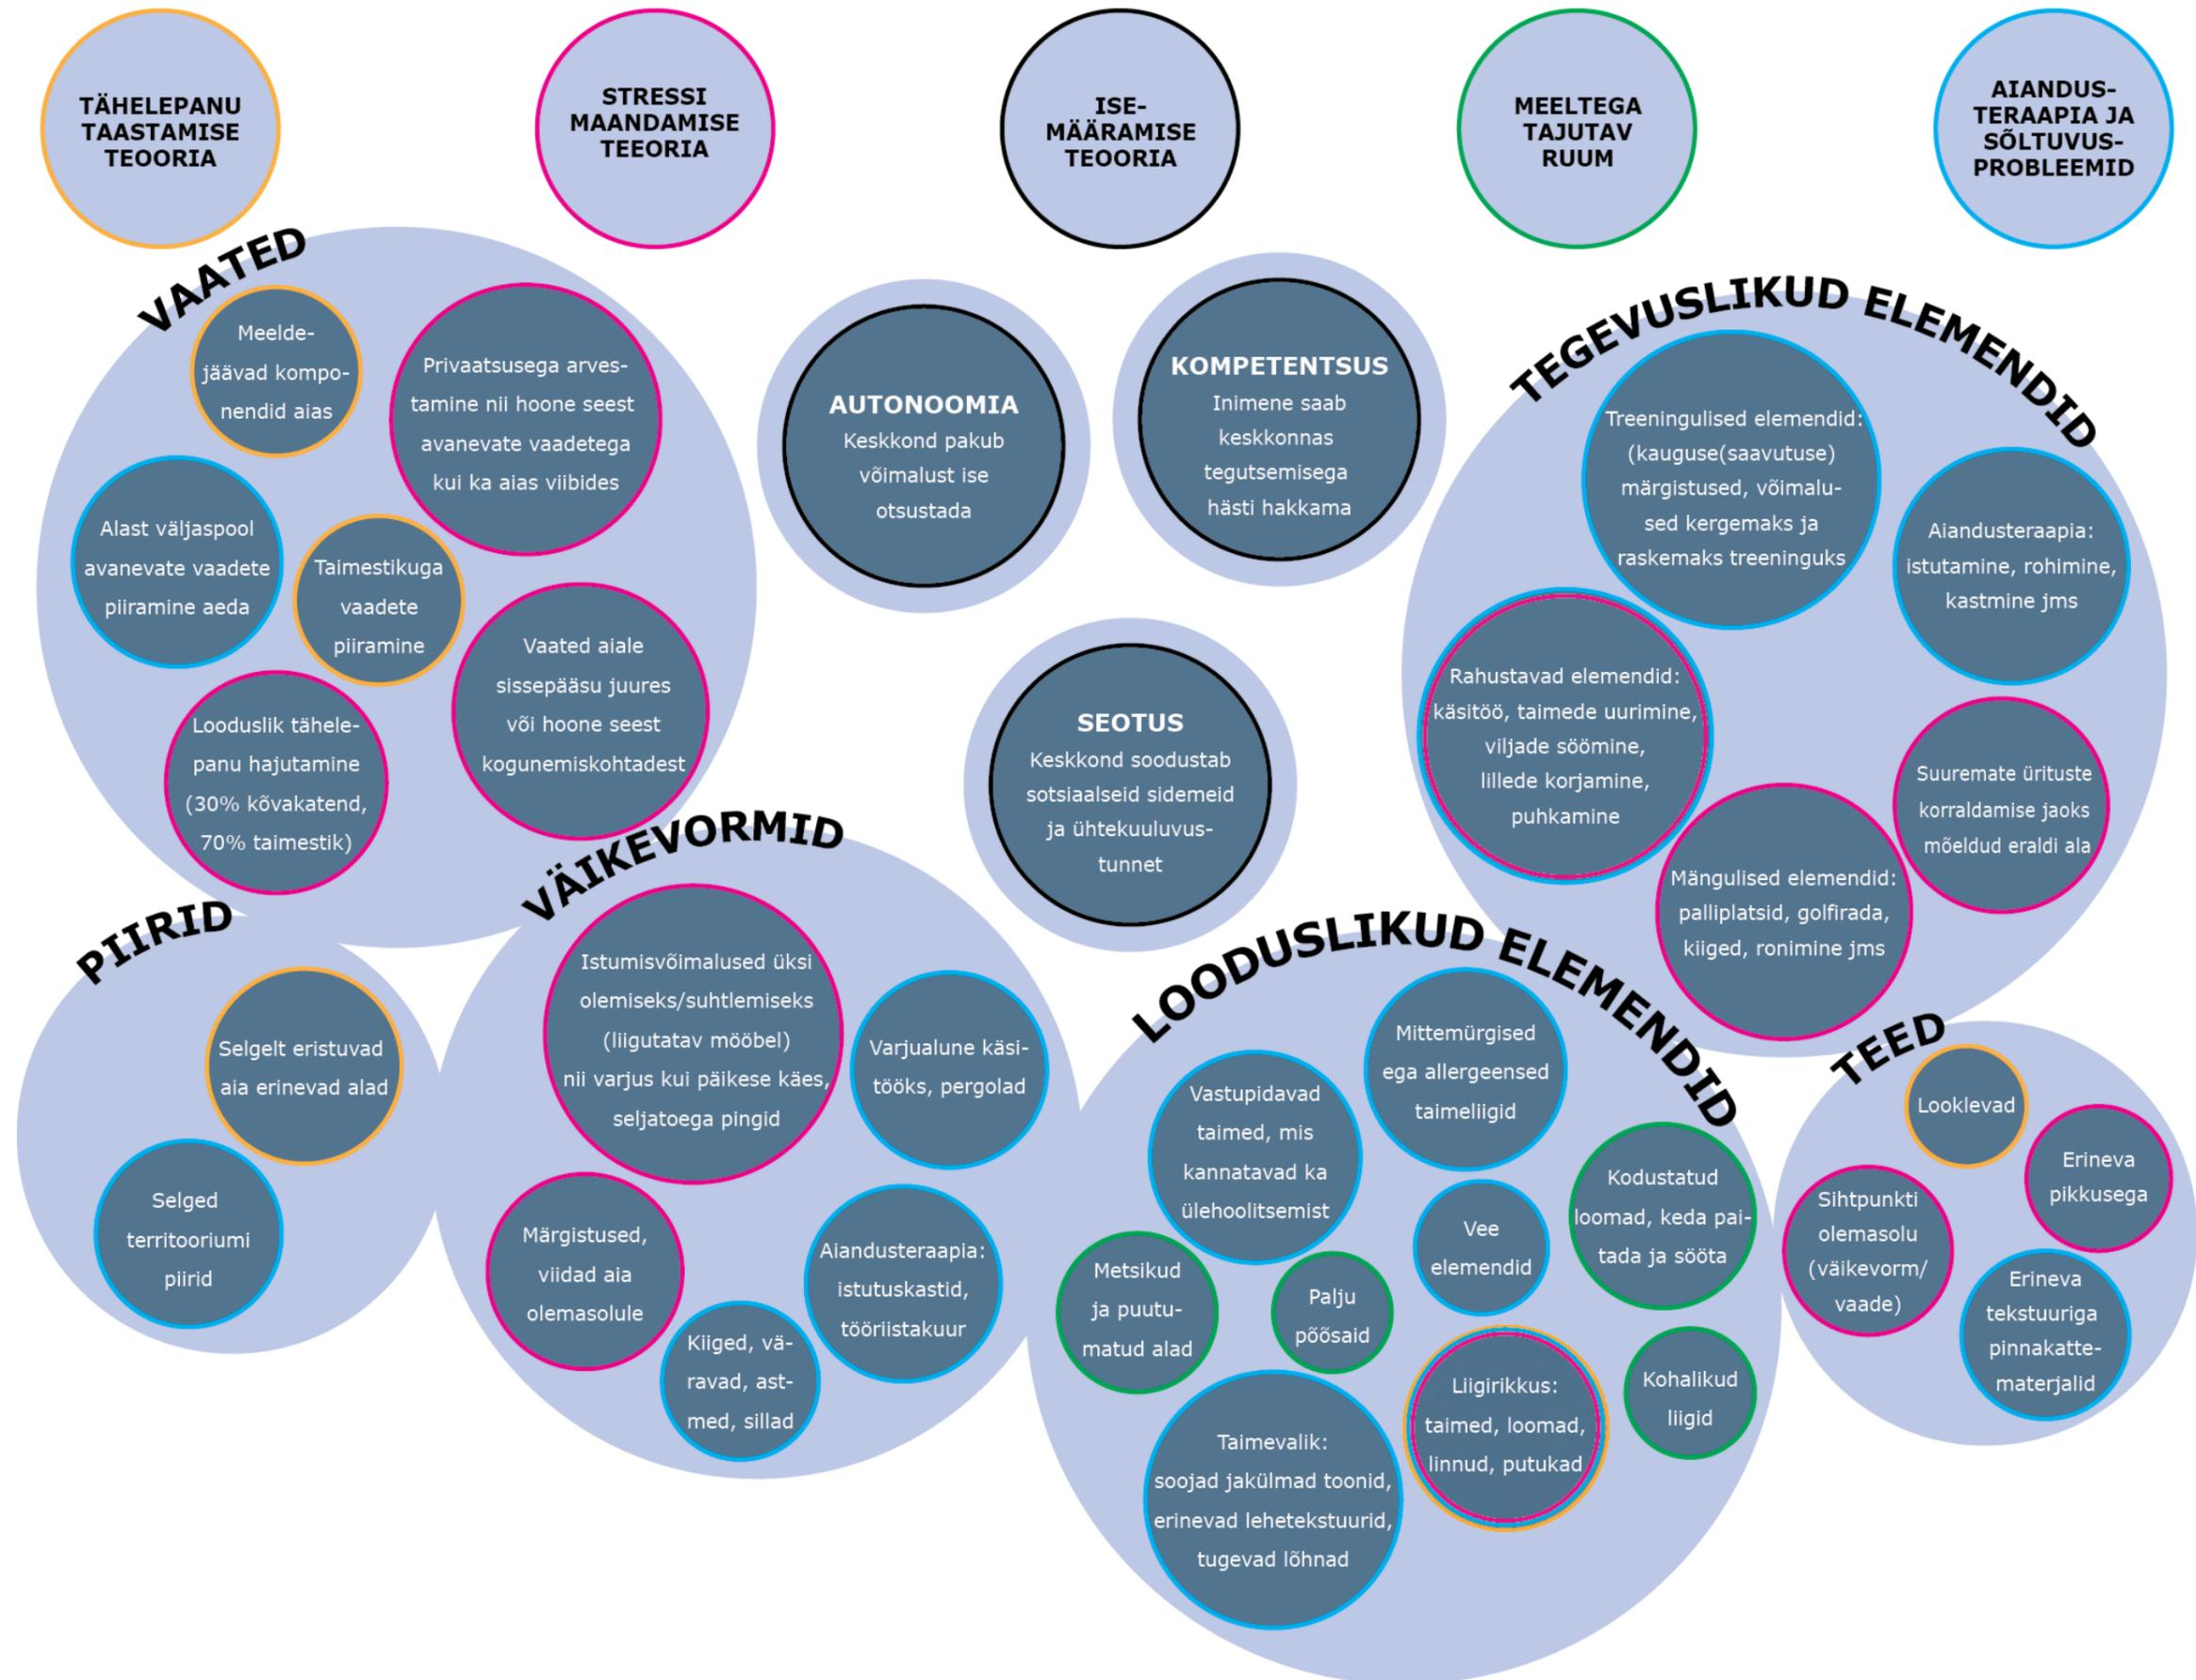 TÄHELEPANU
TAASTAMISE
TEOORIA
STRESSI
MAANDAMISE
TEEORIA
ISE-
MÄÄRAMISE
TEOORIA
MEELTEGA
TAJUTAV
RUUM
AIANDUS-
TERAAPIA JA
SÕLTUVUS-
PROBLEEMID
VAATED
Meelde-
jäävad kompo-
nendid aias
Privaatsusega arves-
tamine nii hoone seest
avanevate vaadetega
kui ka aias viibides
Alast väljaspool
avanevate vaadete
piiramine aeda
Taimestikuga
vaadete
piiramine
Vaated aiale
sissepääsu juures
või hoone seest
kogunemiskohtadest
Looduslik tähele-
panu hajutamine
(30% kõvakatend,
70% taimestik)
AUTONOOMIA
Keskkond pakub
võimalust ise
otsustada
KOMPETENTSUS
Inimene saab
keskkonnas
tegutsemisega
hästi hakkama
SEOTUS
Keskkond soodustab
sotsiaalseid sidemeid
ja ühtekuuluvus-
tunnet
TEGEVUSLIKUD ELEMENDID
Treeningulised elemendid:
(kauguse(saavutuse)
märgistused, võimalu-
sed kergemaks ja
raskemaks treeninguks
Aiandusteraapia:
istutamine, rohimine,
kastmine jms
Rahustavad elemendid:
käsitöö, taimede uurimine,
viljade söömine,
lillede korjamine,
puhkamine
Suuremate ürituste
korraldamise jaoks
mõeldud eraldi ala
Mängulised elemendid:
palliplatsid, golfirada,
kiiged, ronimine jms
PIIRID
Selgelt eristuvad
aia erinevad alad
Selged
territooriumi
piirid
VÄIKEVORMID
Istumisvõimalused üksi
olemiseks/suhtlemiseks
(liigutatav mööbel)
nii varjus kui päikese käes,
seljatoega pingid
Varjualune käsi-
tööks, pergolad
Märgistused,
viidad aia
olemasolule
Aiandusteraapia:
istutuskastid,
tööriistakuur
Kiiged, vä-
ravad, ast-
med, sillad
LOODUSLIKUD ELEMENDID
Mittemürgised
ega allergeensed
taimeliigid
Vastupidavad
taimed, mis
kannatavad ka
ülehoolitsemist
Kodustatud
loomad, keda pai-
tada ja sööta
Vee
elemendid
Metsikud
ja puutu-
matud alad
Palju
põõsaid
Liigirikkus:
taimed, loomad,
linnud, putukad
Kohalikud
liigid
Taimevalik:
soojad jakülmad toonid,
erinevad lehetekstuurid,
tugevad lõhnad
TEED
Looklevad
Erineva
pikkusega
Sihtpunkti
olemasolu
(väikevorm/
vaade)
Erineva
tekstuuriga
pinnakatte-
materjalid